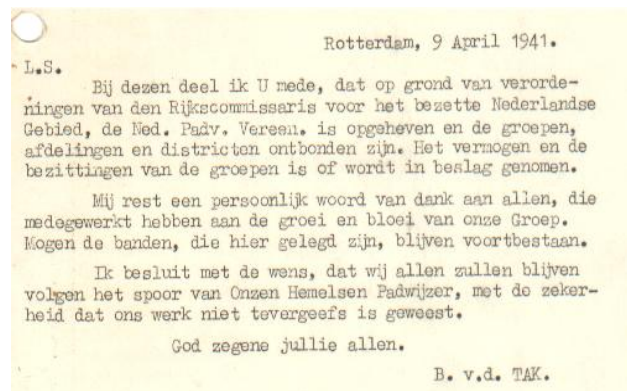 Rotterdam, 9 April 1941.
L.S.
Bij dezen deel ik U mede, dat op grond van verorde-
ningen van den Rijkscommissaris voor het bezette Nederlandse
Gebied, de Ned. Padv. Vereen. is opgeheven en de groepen,
afdelingen en districten ontbonden zijn. Het vermogen en de
bezittingen van de groepen is of wordt in beslag genomen.
Mij rest een persoonlijk woord van dank aan allen, die
medegewerkt hebben aan de groei en bloei van onze Groep.
Mogen de banden, die hier gelegd zijn, blijven voortbestaan.
Ik besluit met de wens, dat wij allen zullen blijven
volgen het spoor van Onzen Hemelsen Padwijzer, met de zeker-
heid dat ons werk niet tevergeefs is geweest.
God zegene jullie allen.
B. v.d. TAK.